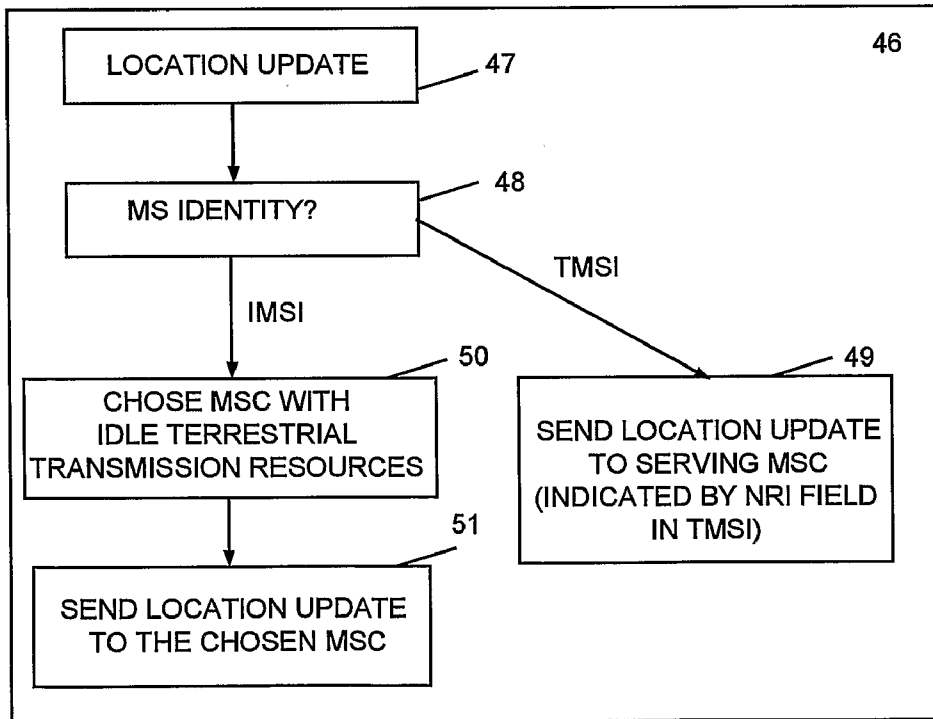 46
LOCATION UPDATE
47
MS IDENTITY?
48
IMSI
TMSI
50
CHOSE MSC WITH
IDLE TERRESTRIAL
TRANSMISSION RESOURCES
49
SEND LOCATION UPDATE
TO SERVING MSC
(INDICATED BY NRI FIELD
IN TMSI)
51
SEND LOCATION UPDATE
TO THE CHOSEN MSC